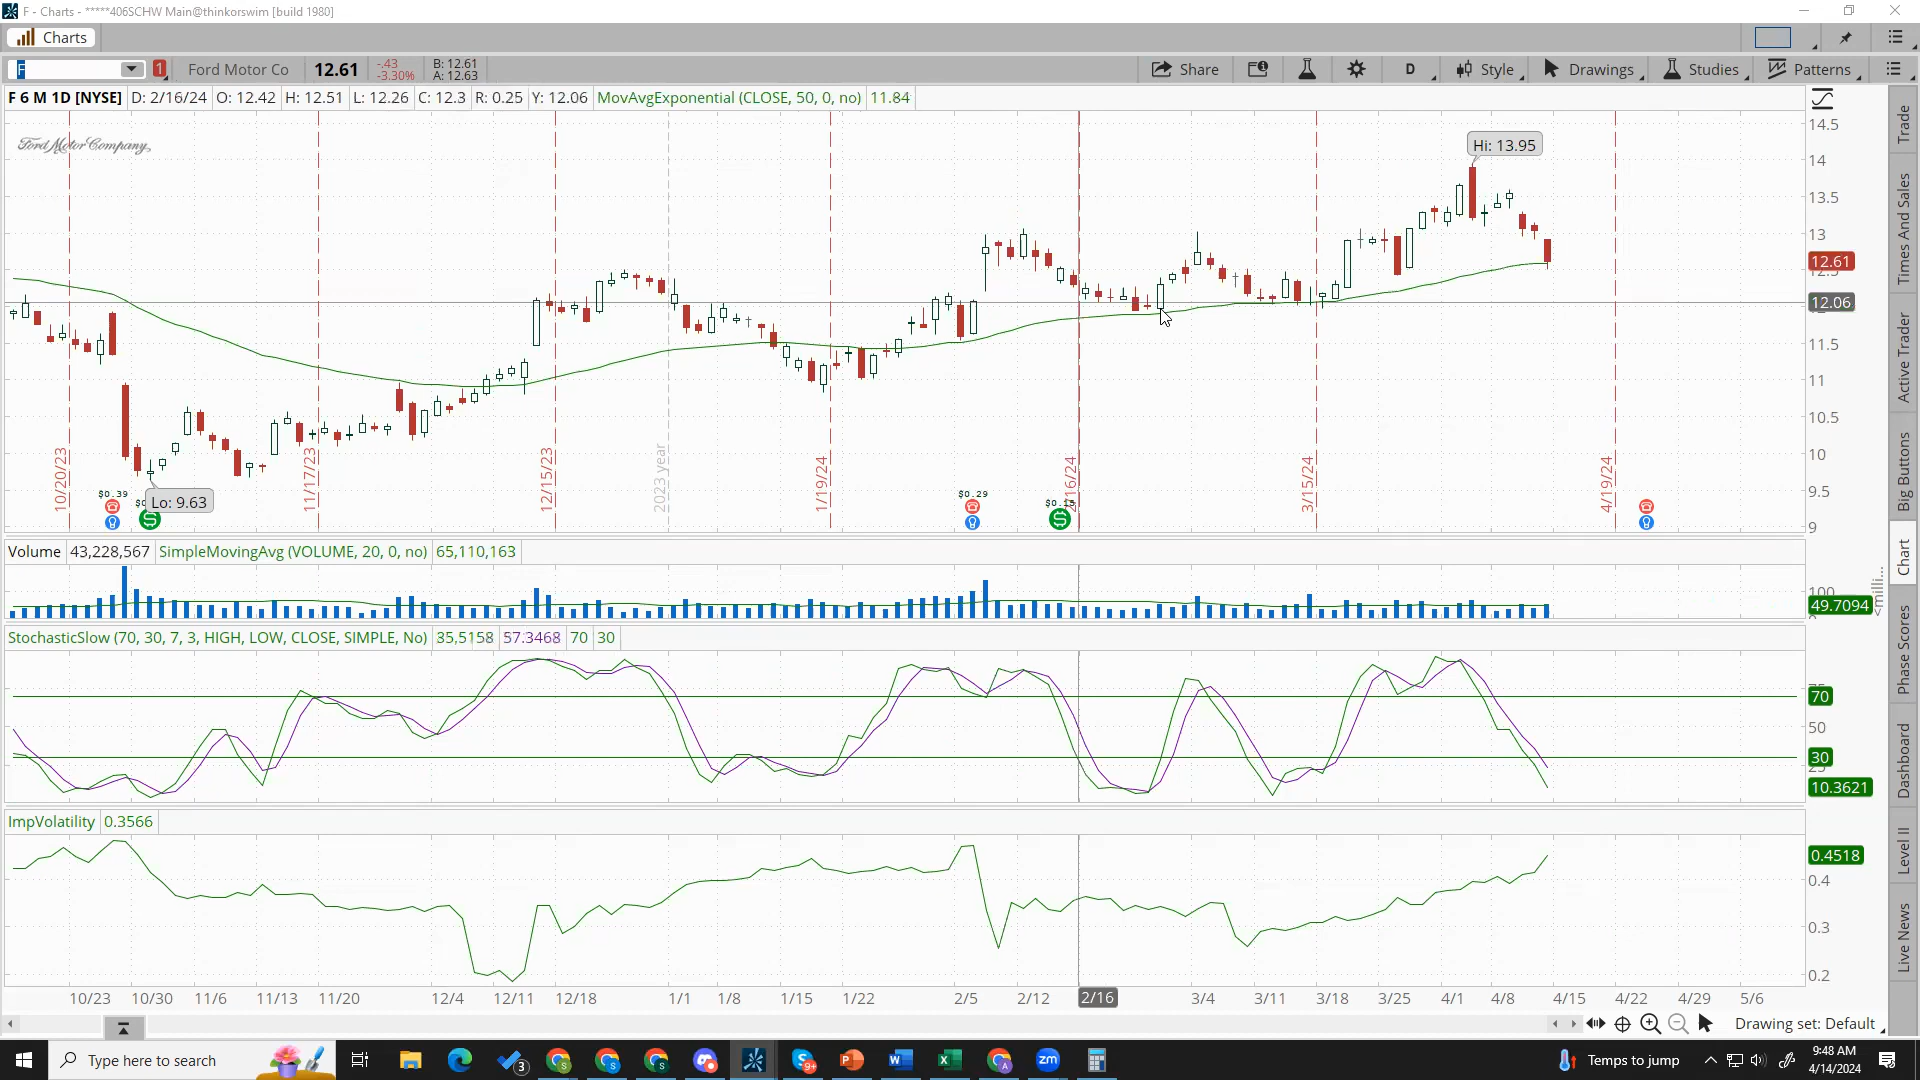 F - Charts - *****406SCHW Main@thinkorswim [build 1980]
Charts
F 1 Ford Motor Co 12.61 -.43 -3.30% B: 12.61 A: 12.63 Share D Style Drawings Studies Patterns
F 6 M 1D [NYSE] D: 2/16/24 O: 12.42 H: 12.51 L: 12.26 C: 12.3 R: 0.25 Y: 12.06 MovAvgExponential (CLOSE, 50, 0, no) 11.84
Ford Motor Company
Hi: 13.95
Lo: 9.63
14.5
14
13.5
13
12.61
12.06
11.5
11
10.5
10
9.5
9
10/20/23
11/17/23
12/15/23
2023 year
1/19/24
3/15/24
4/19/24
$0.39
$0.29
Volume 43,228,567 SimpleMovingAvg (VOLUME, 20, 0, no) 65,110,163
100
49.7094
StochasticSlow (70, 30, 7, 3, HIGH, LOW, CLOSE, SIMPLE, No) 35.5158 57.3468 70 30
70
50
30
10.3621
ImpVolatility 0.3566
0.4518
0.4
0.3
0.2
10/23 10/30 11/6 11/13 11/20 12/4 12/11 12/18 1/1 1/8 1/15 1/22 2/5 2/12 2/16 3/4 3/11 3/18 3/25 4/1 4/8 4/15 4/22 4/29 5/6
Drawing set: Default
Trade
Times And Sales
Active Trader
Big Buttons
Chart
Phase Scores
Dashboard
Level II
Live News
Type here to search
3
9+
Temps to jump
9:48 AM
4/14/2024